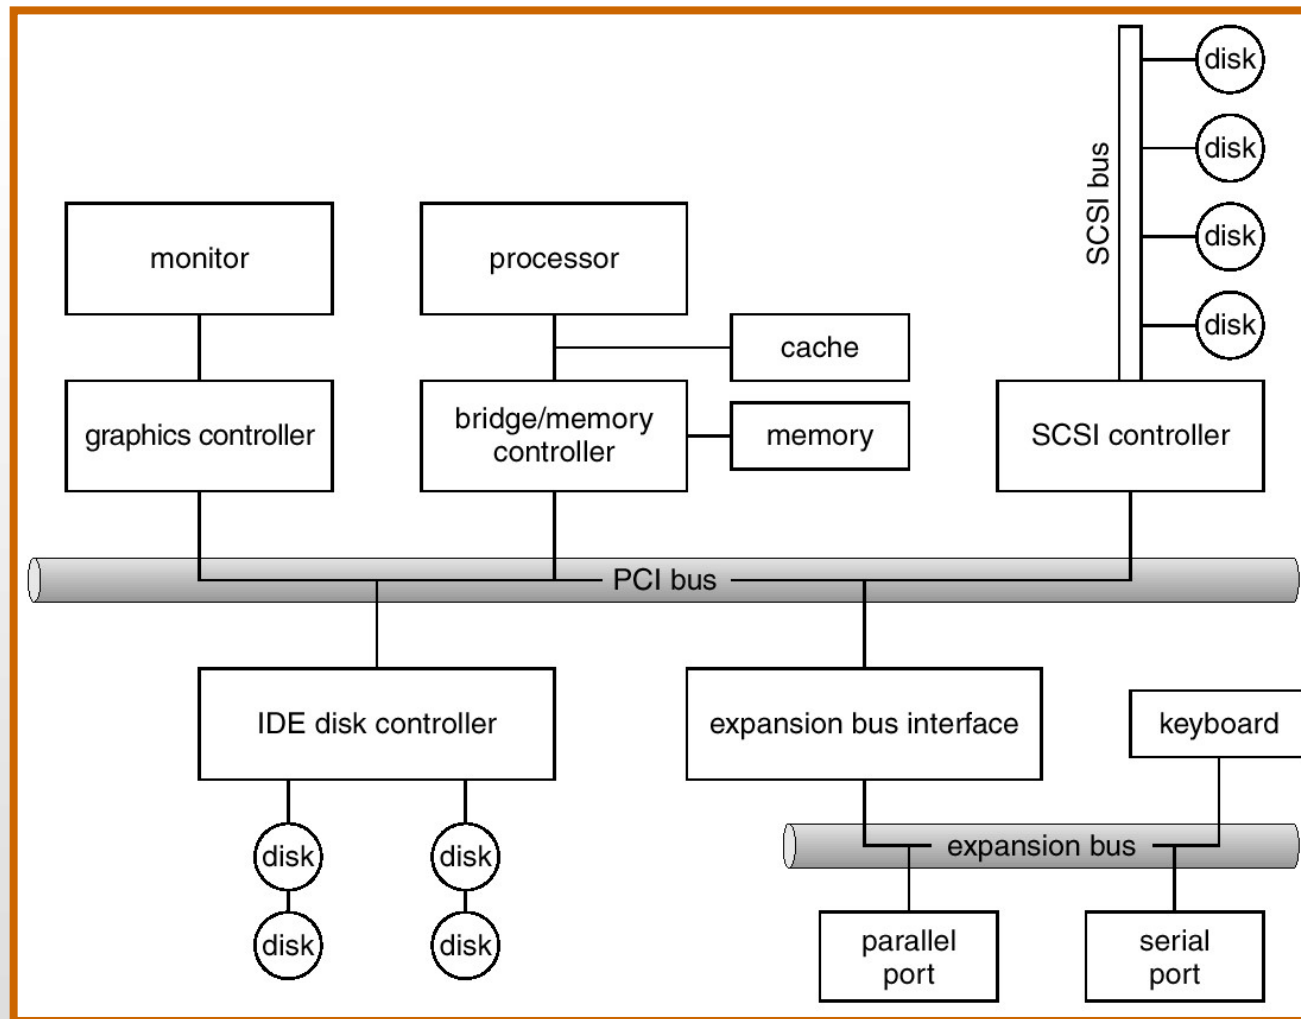 disk
disk
SCSI bus
disk
disk
monitor
processor
cache
graphics controller
bridge/memory
controller
memory
SCSI controller
PCI bus
IDE disk controller
expansion bus interface
keyboard
disk
disk
expansion bus
disk
disk
parallel
port
serial
port